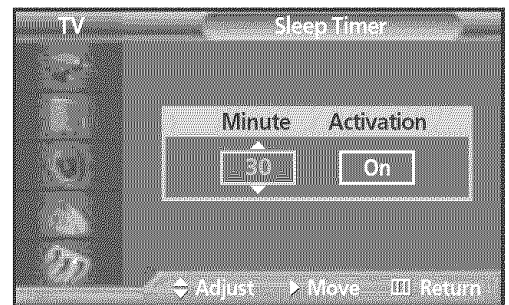 TV
Sleep Timer
Minute Activation
30 On
Adjust Move Return